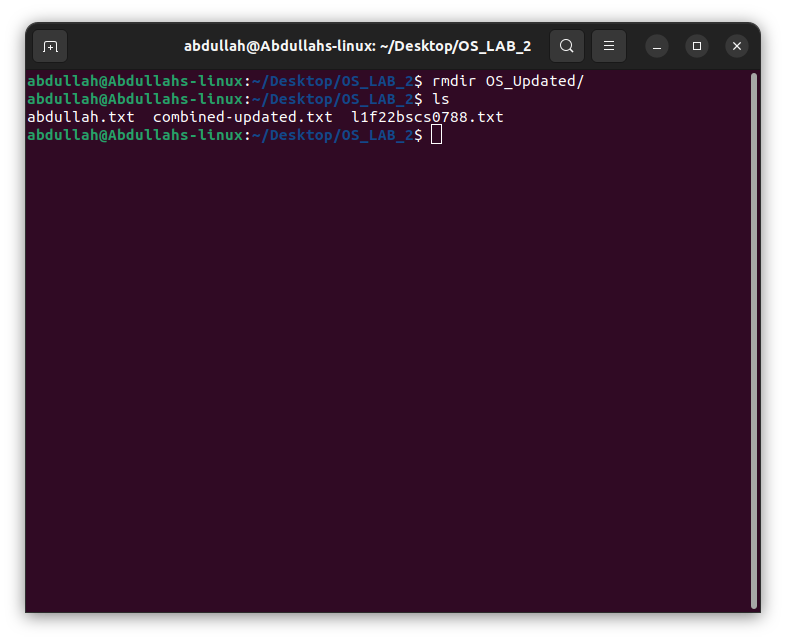 abdullah@Abdullahs-linux: ~/Desktop/OS_LAB_2
abdullah@Abdullahs-linux:~/Desktop/OS_LAB_2$ rmdir OS_Updated/
abdullah@Abdullahs-linux:~/Desktop/OS_LAB_2$ ls
abdullah.txt  combined-updated.txt  l1f22bscs0788.txt
abdullah@Abdullahs-linux:~/Desktop/OS_LAB_2$